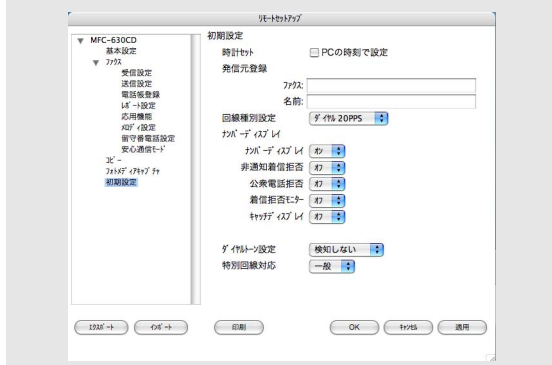 リモートセットアップ
MFC-630CD
基本設定
ファクス
受信設定
送信設定
電話帳登録
レポート設定
応用機能
メロディ設定
留守番電話設定
安心通信モード
コピー
フォトメディアキャプチャ
初期設定
初期設定
時計セット
PCの時刻で設定
発信元登録
ファクス:
名前:
回線種別設定
ダイヤル 20PPS
ナンバーディスプレイ
ナンバーディスプレイ
オン
非通知着信拒否
オフ
公衆電話拒否
オフ
着信拒否モニター
オフ
キャッチディスプレイ
オフ
ダイヤルトーン設定
検知しない
特別回線対応
一般
エクスポート
インポート
印刷
OK
キャンセル
適用